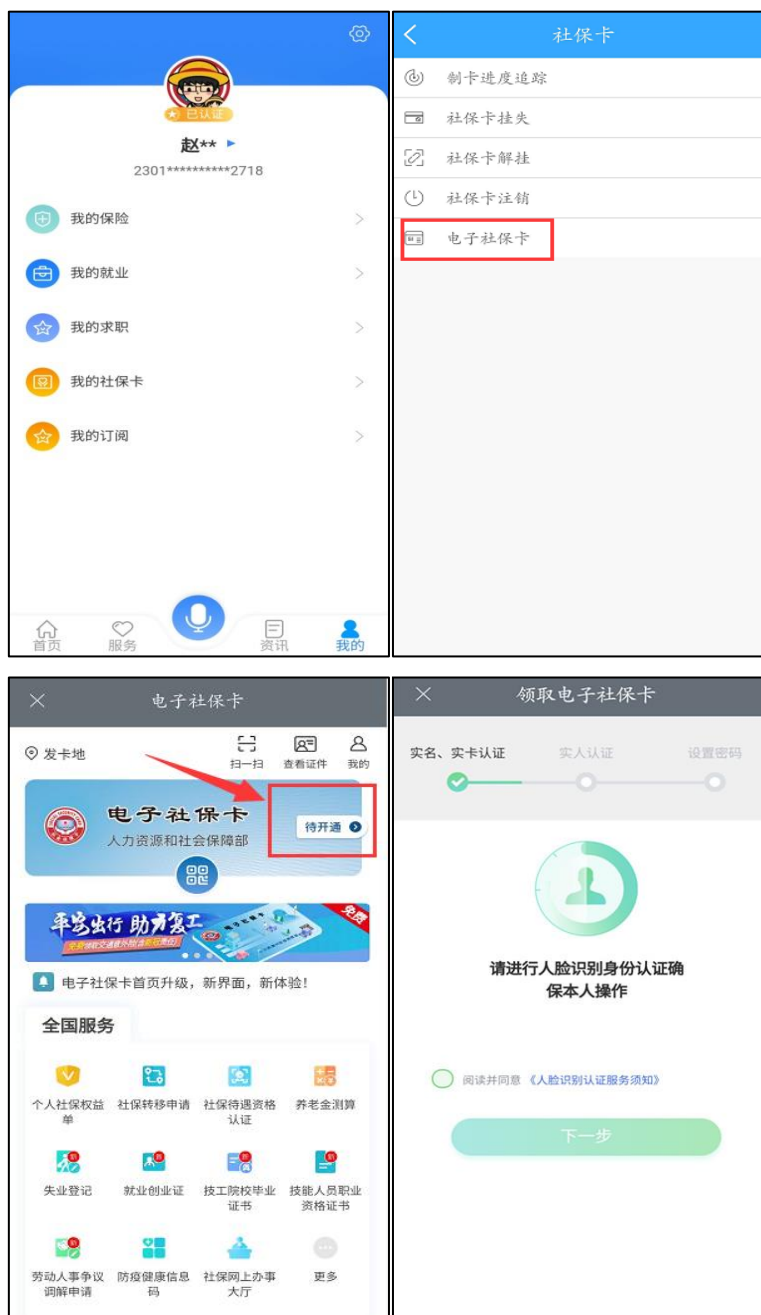 已认证
赵**
2301**********2718
我的保险
我的就业
我的求职
我的社保卡
我的订阅
首页
服务
资讯
我的
社保卡
制卡进度追踪
社保卡挂失
社保卡解挂
社保卡注销
电子社保卡
电子社保卡
发卡地
扫一扫
查看证件
我的
电子社保卡
人力资源和社会保障部
待开通
平安出行 助力复工
免费
电子社保卡首页升级，新界面，新体验！
全国服务
个人社保权益
单
社保转移申请
社保待遇资格
认证
养老金测算
失业登记
就业创业证
技工院校毕业
证书
技能人员职业
资格证书
劳动人事争议
调解申请
防疫健康信息
码
社保网上办事
大厅
更多
领取电子社保卡
实名、实卡认证
实人认证
设置密码
请进行人脸识别身份认证确
保本人操作
阅读并同意 《人脸识别认证服务须知》
下一步